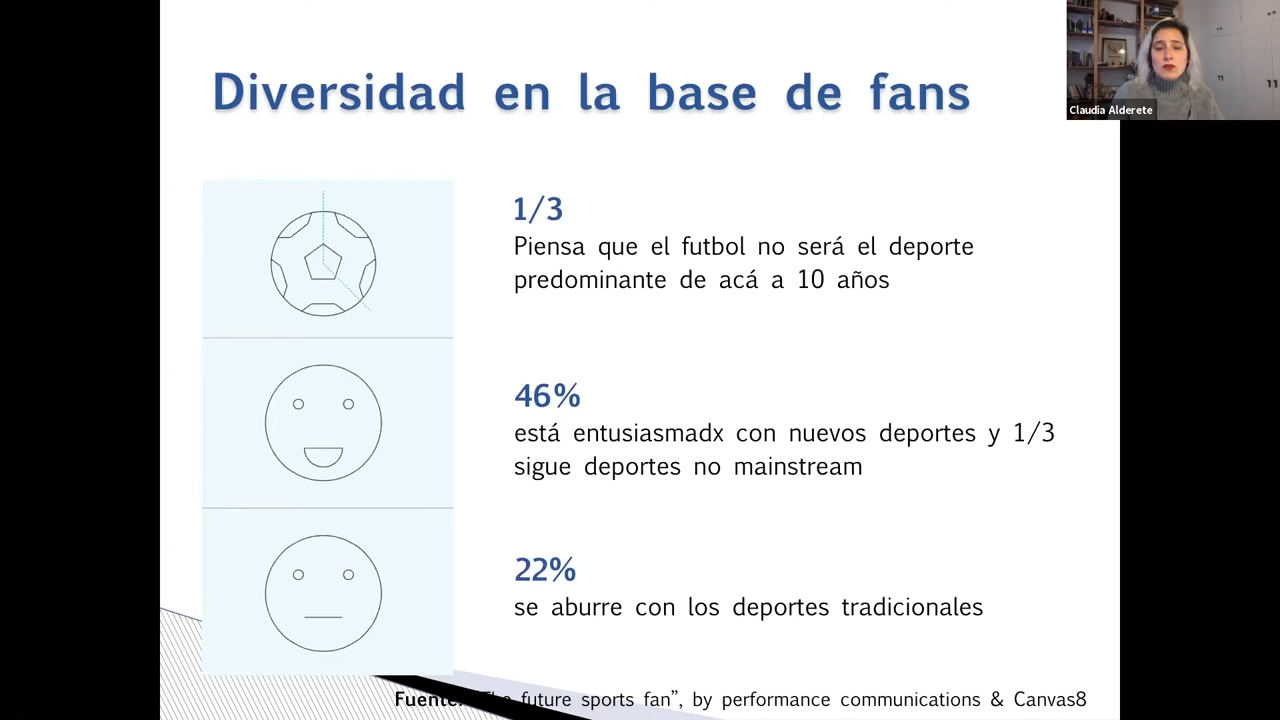 Diversidad en la base de fans
Claudia Alderete
1/3
Piensa que el futbol no será el deporte
predominante de acá a 10 años
46%
está entusiasmadx con nuevos deportes y 1/3
sigue deportes no mainstream
22%
se aburre con los deportes tradicionales
Fuente: “The future sports fan”, by performance communications & Canvas8